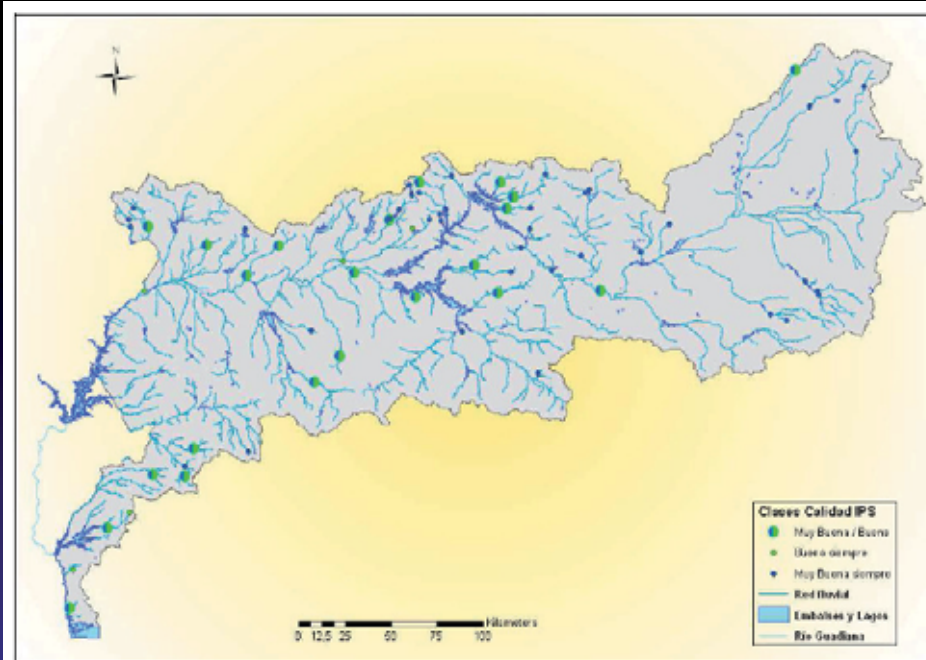 N
Clases Calidad IPS
Muy Buena / Buena
Buena siempre
Muy Buena siempre
Red fluvial
Embalses y Lagos
Río Guadiana
Kilometers
0 12,5 25 50 75 100